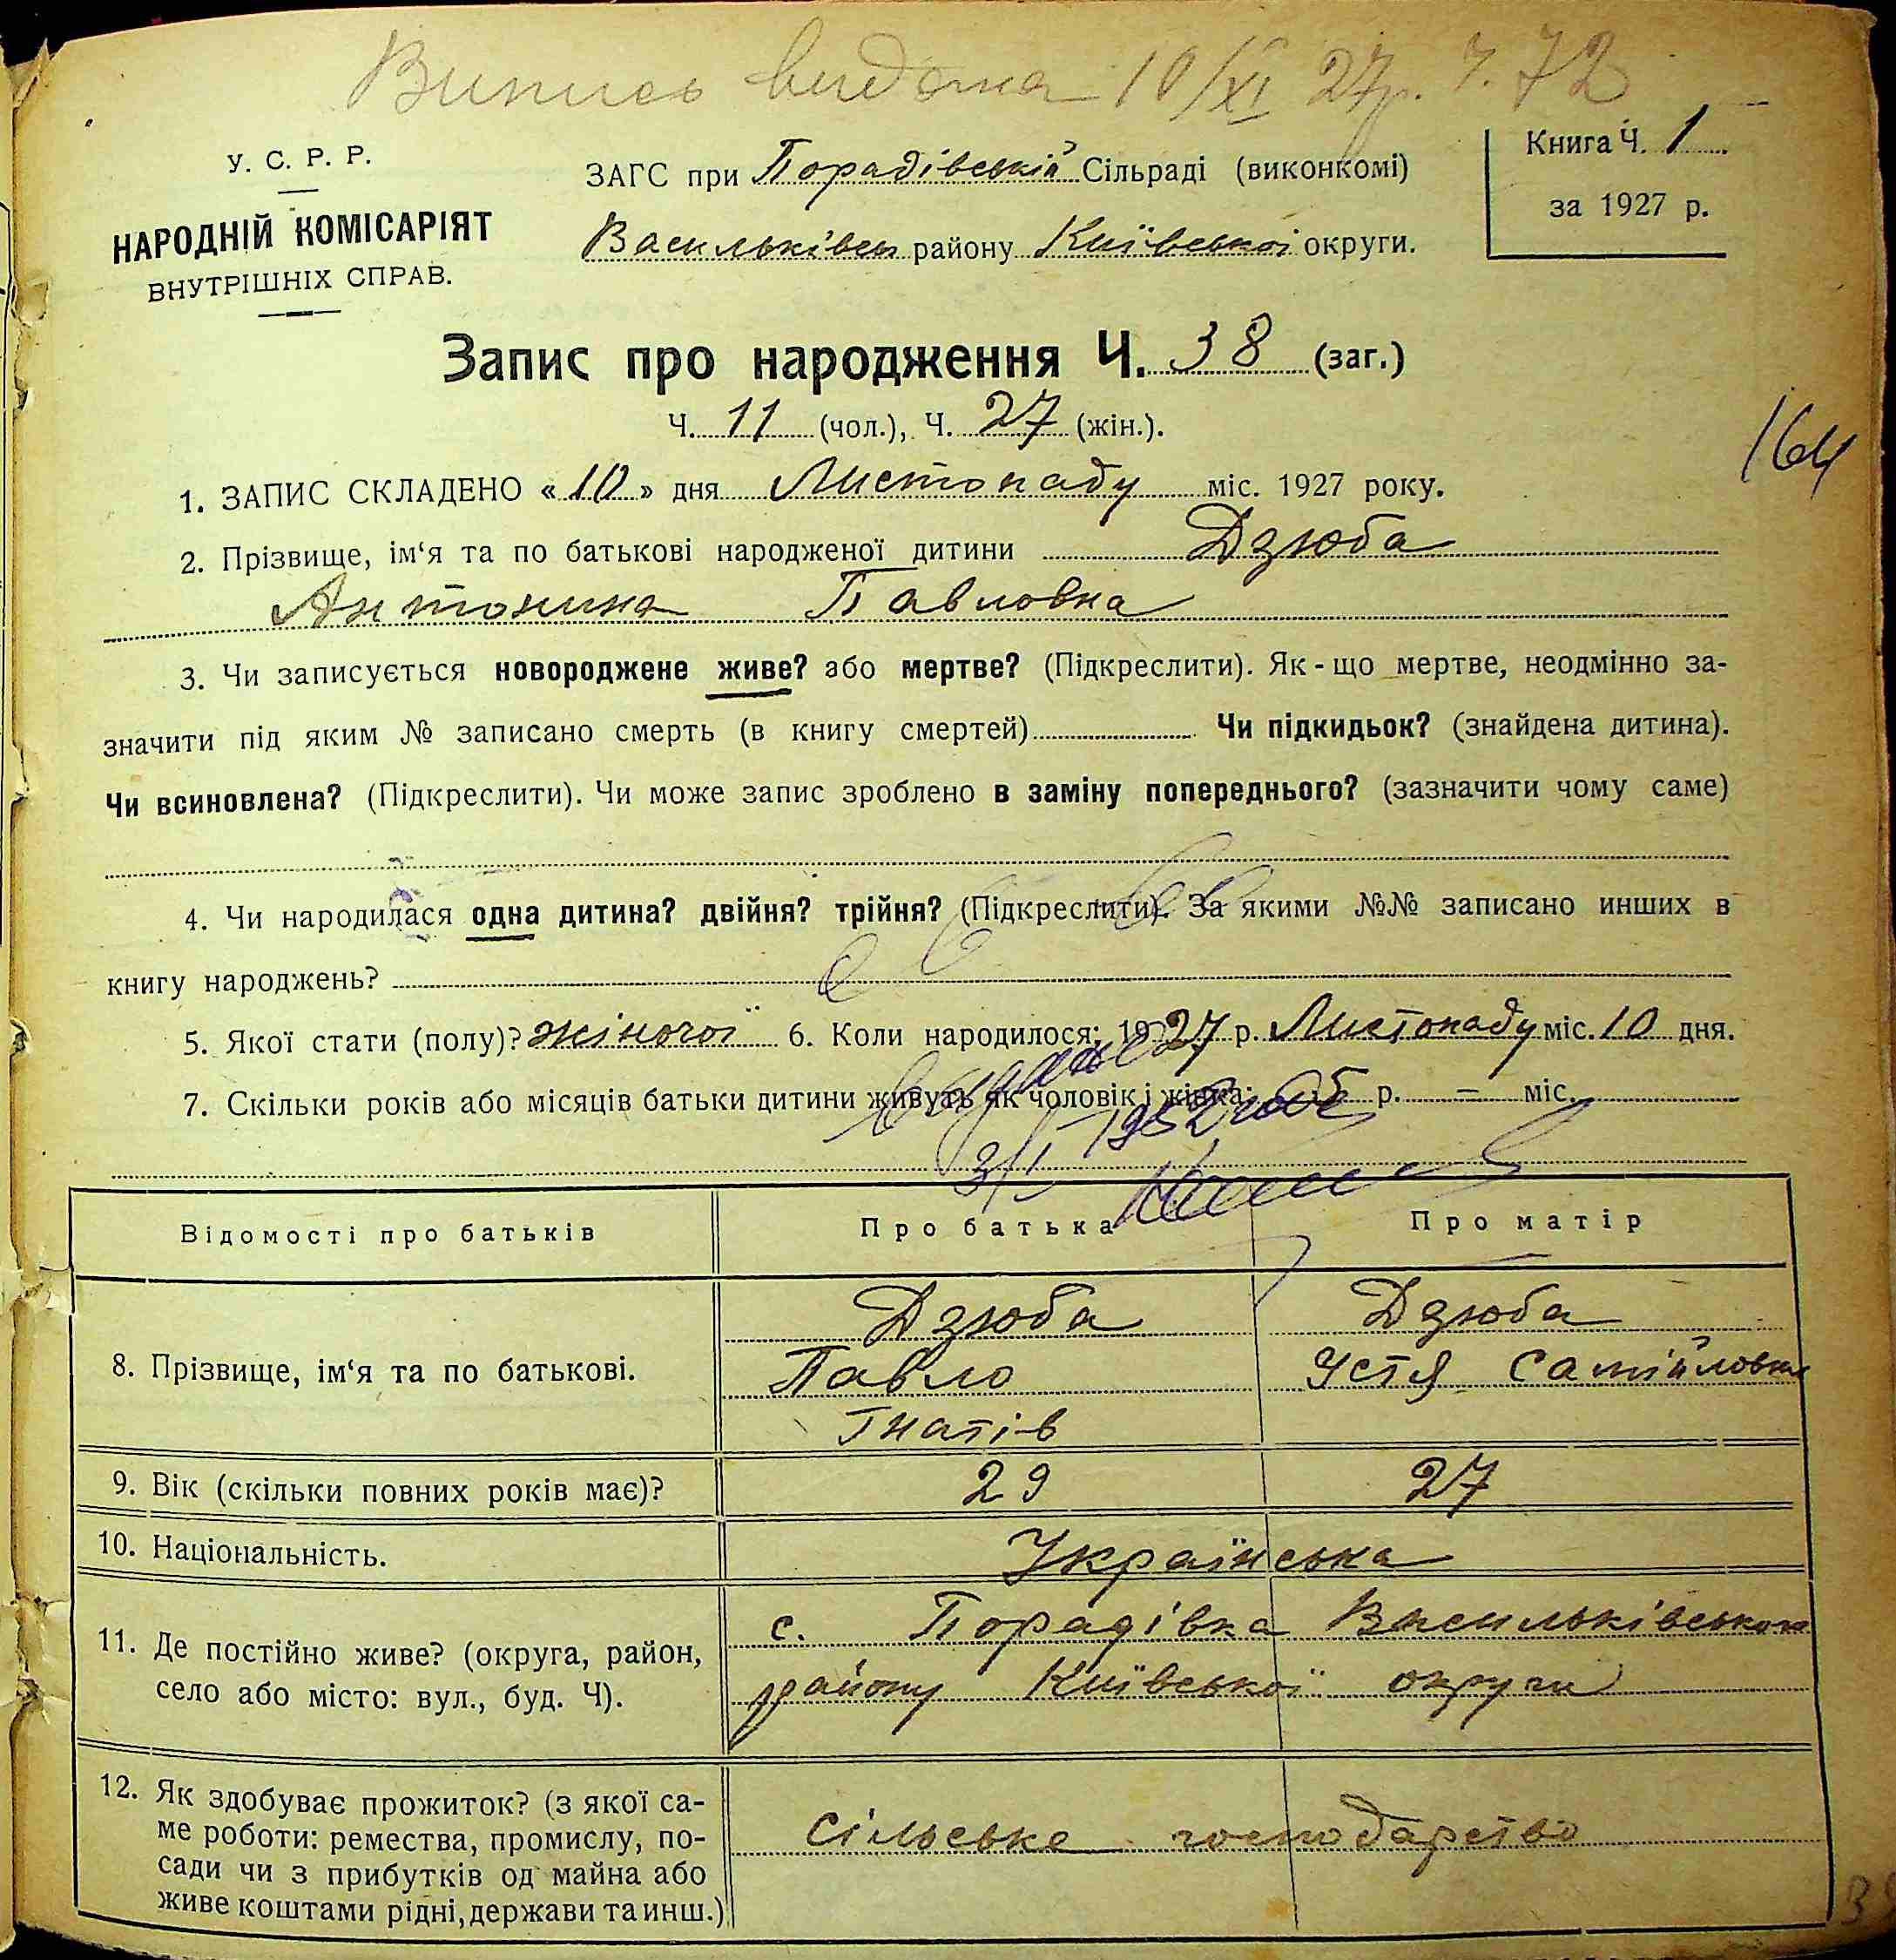 Випись видана 10/XI 27р. Ч. 72
У. С. Р. Р.
НАРОДНІЙ КОМІСАРІЯТ
ВНУТРІШНІХ СПРАВ.
ЗАГС при Порадівській Сільраді (виконкомі)
Васильківськ району Київської округи.
Книга Ч. 1
за 1927 р.
Запис про народження Ч. 38 (заг.)
Ч. 11 (чол.), Ч. 27 (жін.).
164
1. ЗАПИС СКЛАДЕНО « 10 » дня Листопаду міс. 1927 року.
2. Прізвище, ім‘я та по батькові народженої дитини Дзюба
Антонина Павловна
3. Чи записується новороджене живе? або мертве? (Підкреслити). Як-що мертве, неодмінно за-
значити під яким № записано смерть (в книгу смертей) Чи підкидьок? (знайдена дитина).
Чи всиновлена? (Підкреслити). Чи може запис зроблено в заміну попереднього? (зазначити чому саме)
4. Чи народилася одна дитина? двійня? трійня? (Підкреслити). За якими №№ записано инших в
книгу народжень?
5. Якої стати (полу)? жіночої 6. Коли народилося: 1927 р. Листопаду міс. 10 дня.
7. Скільки років або місяців батьки дитини живуть як чоловік і жінка: 5 р. — міс.
3/I 1952
Відомості про батьків Про батька Про матір
8. Прізвище, ім‘я та по батькові. Дзюба Павло Гнатів Дзюба Устя Самійловна
9. Вік (скільки повних років має)? 29 27
10. Національність. Українська
11. Де постійно живе? (округа, район, с. Порадівка Васильківського
село або місто: вул., буд. Ч). району Київської округи
12. Як здобуває прожиток? (з якої са-
ме роботи: ремества, промислу, по- сільське господарство
сади чи з прибутків од майна або
живе коштами рідні, держави та инш.)